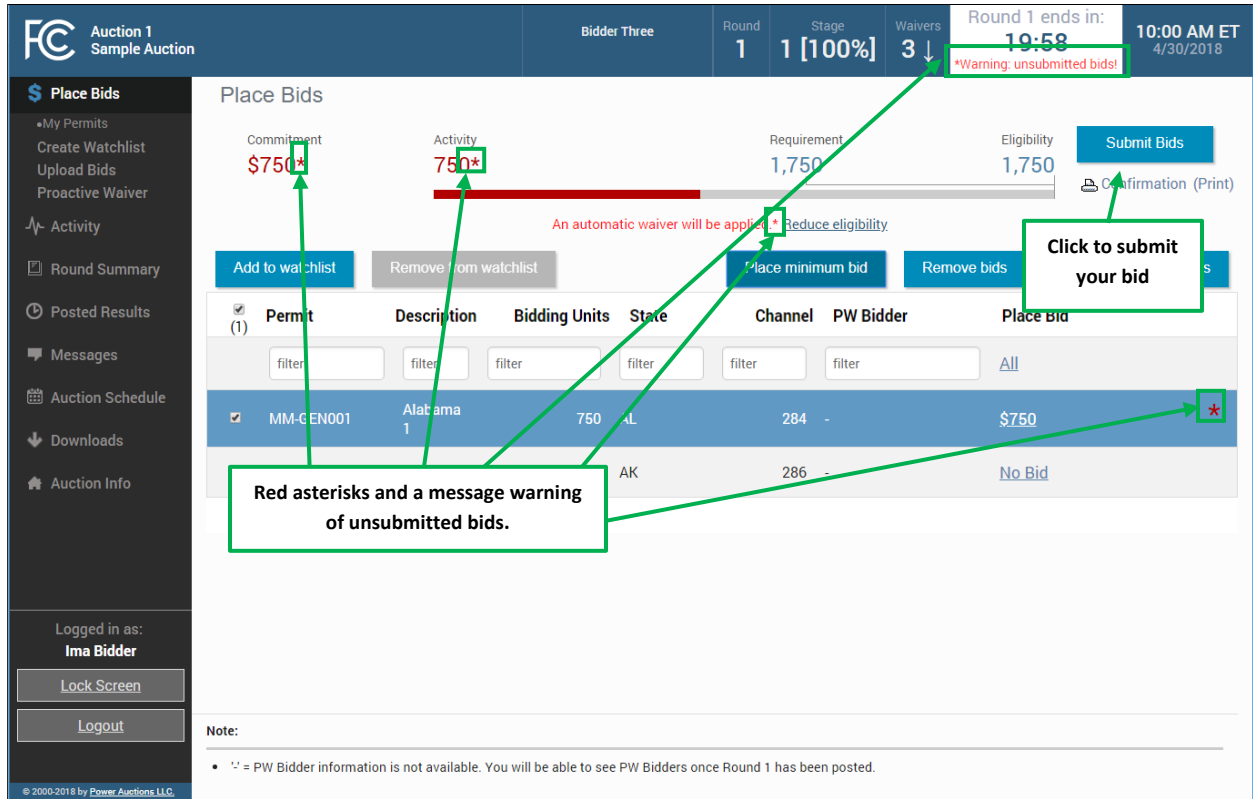 FCC
Auction 1
Sample Auction
Bidder Three
Round
1
Stage
1 [100%]
Waivers
3 ↓
Round 1 ends in:
19:58
*Warning: unsubmitted bids!
10:00 AM ET
4/30/2018
$ Place Bids
•My Permits
Create Watchlist
Upload Bids
Proactive Waiver
Activity
Round Summary
Posted Results
Messages
Auction Schedule
Downloads
Auction Info
Logged in as:
Ima Bidder
Lock Screen
Logout
© 2000-2018 by Power Auctions LLC.
Place Bids
Commitment
$750*
Activity
750*
Requirement
1,750
Eligibility
1,750
Submit Bids
Confirmation (Print)
An automatic waiver will be applied.* Reduce eligibility
Click to submit
your bid
Add to watchlist Remove from watchlist Place minimum bid Remove bids
(1) Permit Description Bidding Units State Channel PW Bidder Place Bid
filter filter filter filter filter filter All
MM-GEN001 Alabama 750 AL 284 - $750 *
1
AK 286 - No Bid
Red asterisks and a message warning
of unsubmitted bids.
Note:
• '-' = PW Bidder information is not available. You will be able to see PW Bidders once Round 1 has been posted.